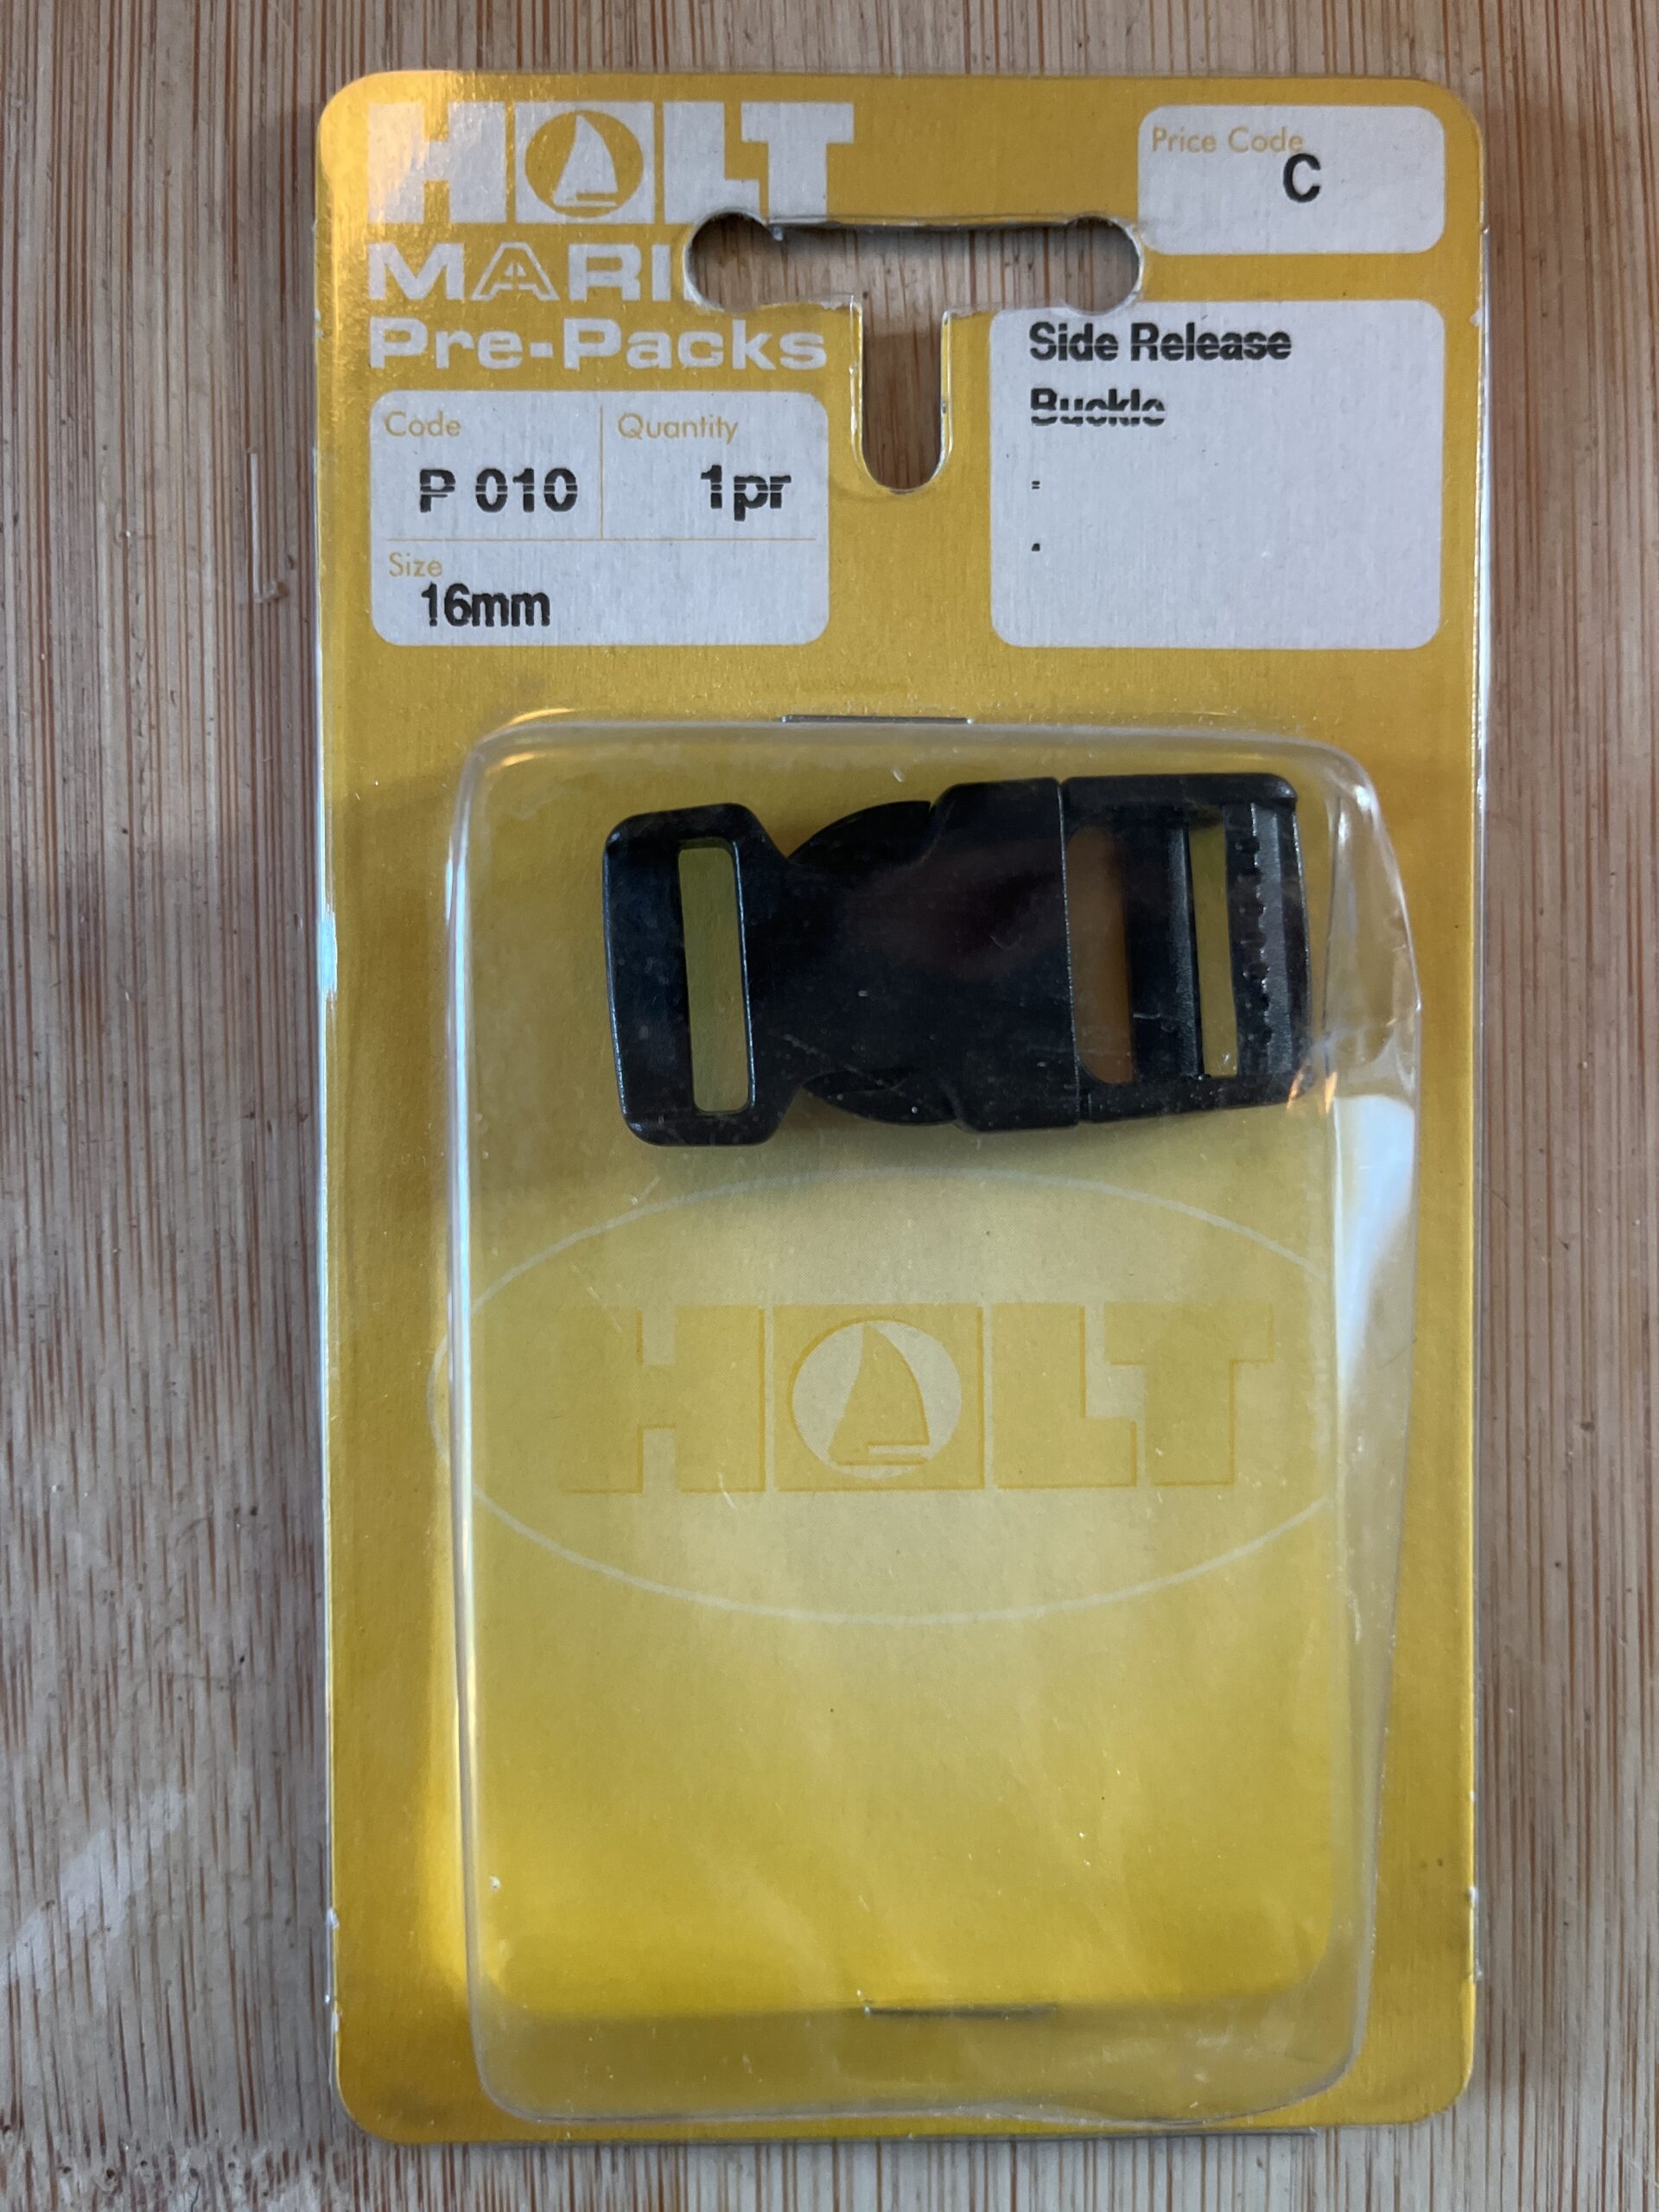 HOLT
MARI
Pre-Packs
Price Code
C
Code
P 010
Quantity
1pr
Size
16mm
Side Release
Buckle
HOLT